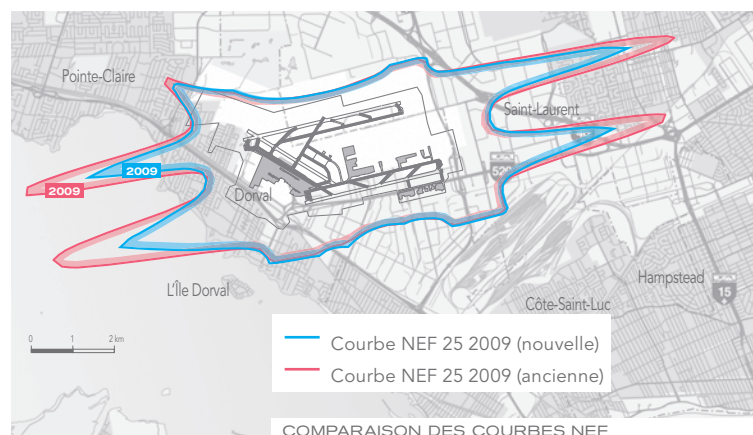 Pointe-Claire
Saint-Laurent
2009
2009
520
Dorval
L'Île Dorval
Hampstead
15
Côte-Saint-Luc
0 1 2 km
Courbe NEF 25 2009 (nouvelle)
Courbe NEF 25 2009 (ancienne)
COMPARAISON DES COURBES NEF